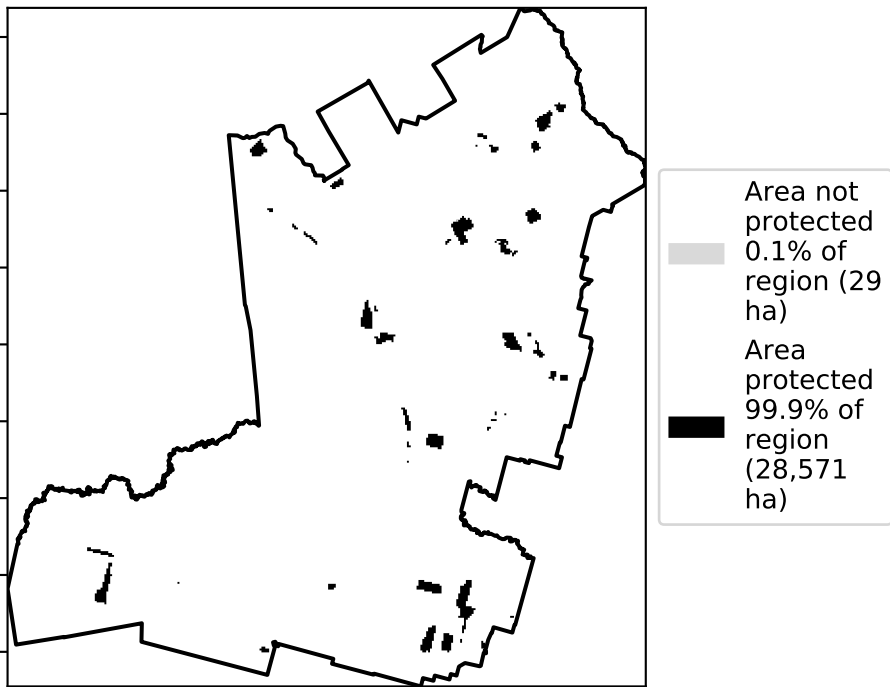 Area not
protected
0.1% of
region (29
ha)
Area
protected
99.9% of
region
(28,571
ha)